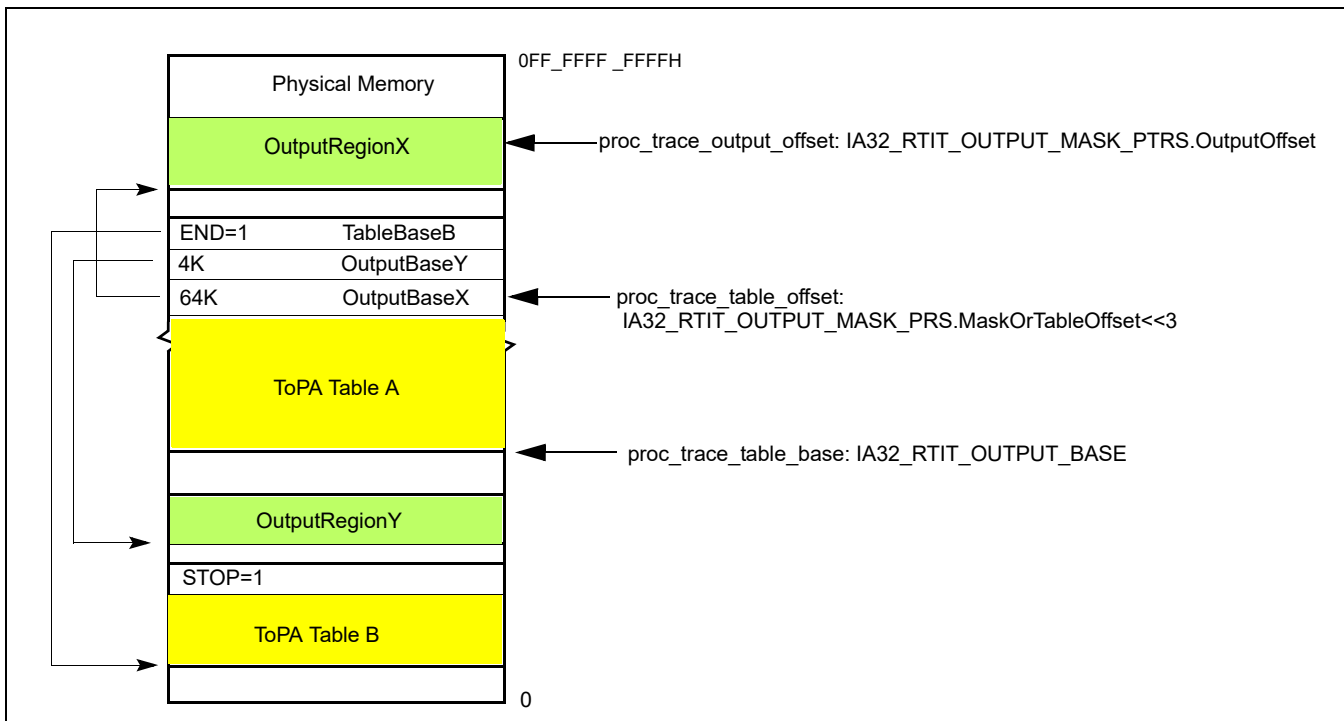 0FF_FFFF _FFFFH
Physical Memory
OutputRegionX
proc_trace_output_offset: IA32_RTIT_OUTPUT_MASK_PTRS.OutputOffset
END=1 TableBaseB
4K OutputBaseY
64K OutputBaseX
proc_trace_table_offset:
IA32_RTIT_OUTPUT_MASK_PRS.MaskOrTableOffset<<3
ToPA Table A
proc_trace_table_base: IA32_RTIT_OUTPUT_BASE
OutputRegionY
STOP=1
ToPA Table B
0